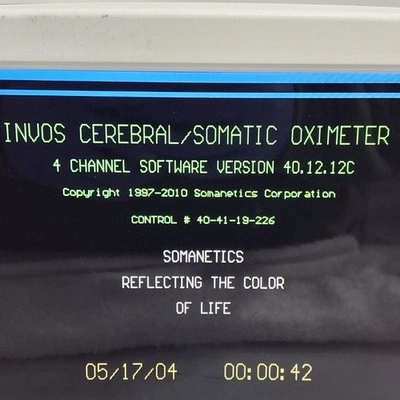 INVOS CEREBRAL/SOMATIC OXIMETER
4 CHANNEL SOFTWARE VERSION 40.12.12C
Copyright 1997-2010 Somanetics Corporation
CONTROL # 40-41-19-226
SOMANETICS
REFLECTING THE COLOR
OF LIFE
05/17/04 00:00:42